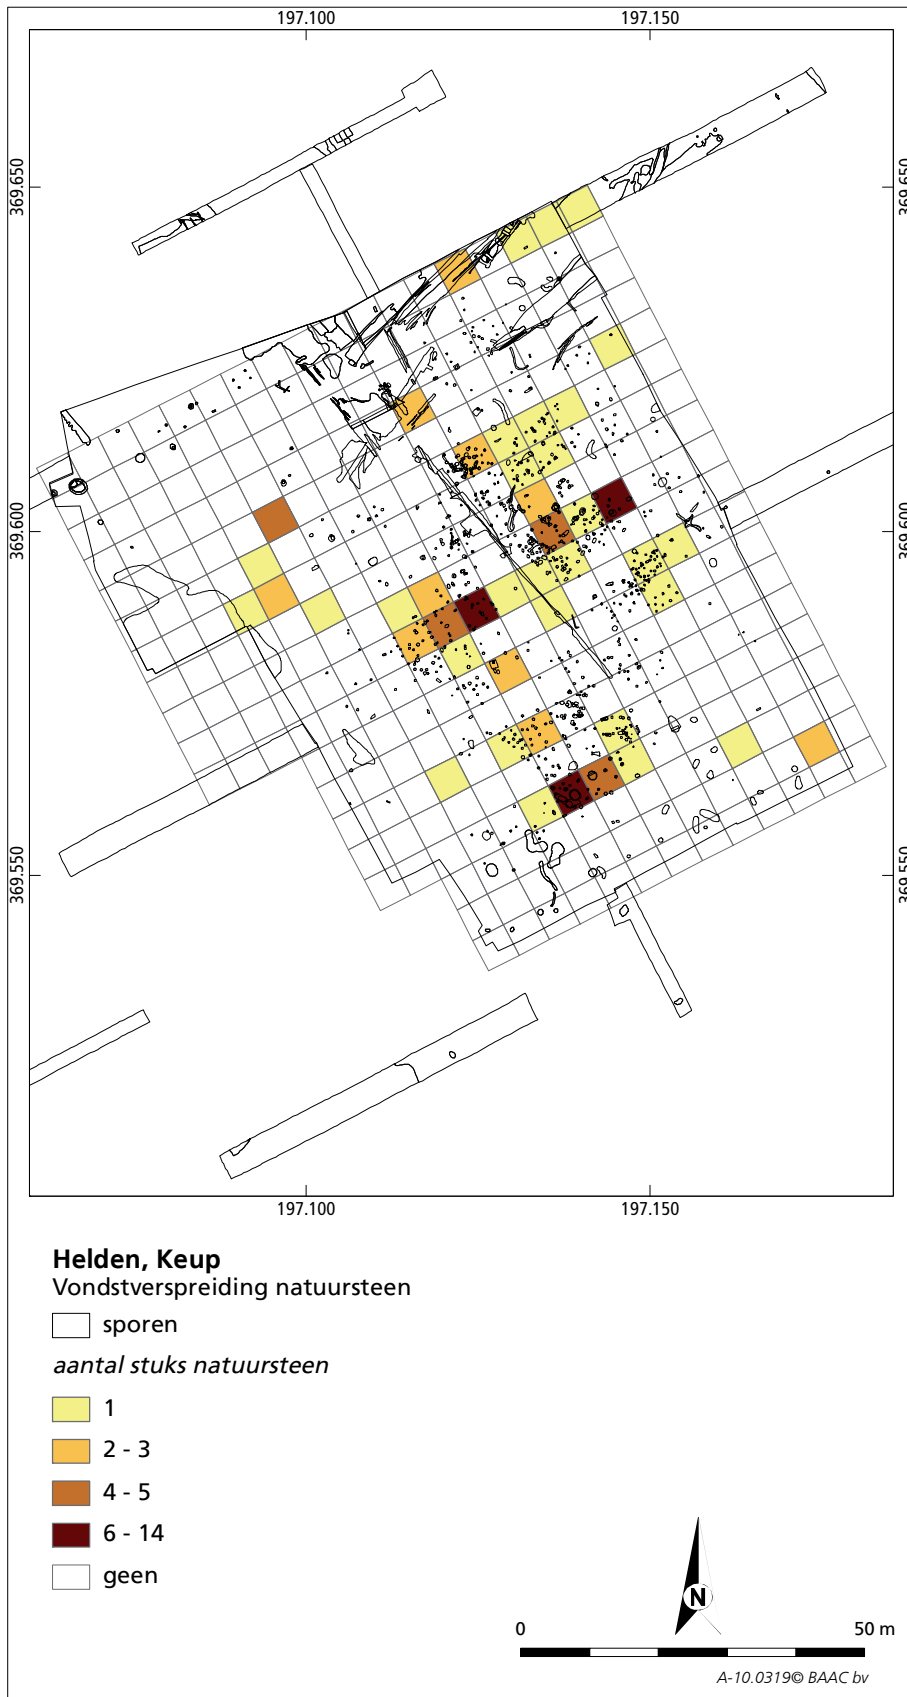 197.100 197.150
369.650 369.650
369.600 369.600
369.550 369.550
197.100 197.150
Helden, Keup
Vondstverspreiding natuursteen
sporen
aantal stuks natuursteen
1
2 - 3
4 - 5
6 - 14
geen
N
0 50 m
A-10.0319© BAAC bv